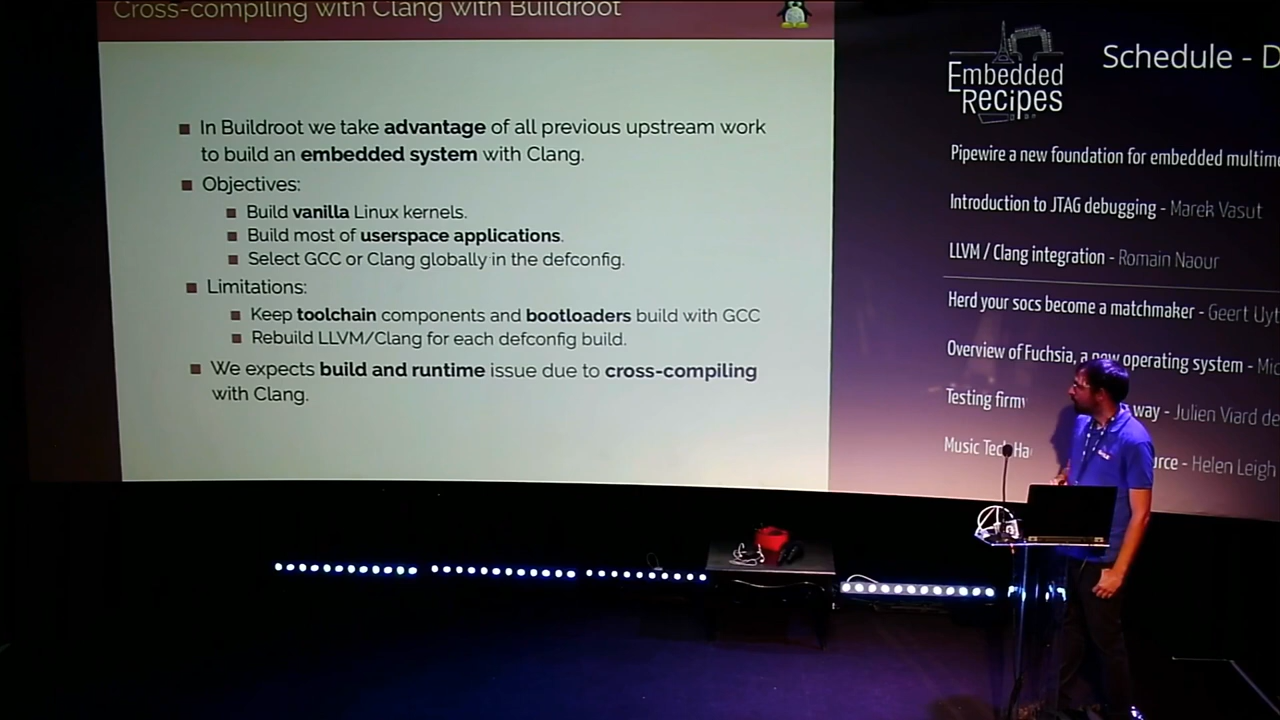 Cross-compiling with Clang with Buildroot
In Buildroot we take advantage of all previous upstream work
to build an embedded system with Clang.
Objectives:
Build vanilla Linux kernels.
Build most of userspace applications.
Select GCC or Clang globally in the defconfig.
Limitations:
Keep toolchain components and bootloaders build with GCC
Rebuild LLVM/Clang for each defconfig build.
We expects build and runtime issue due to cross-compiling
with Clang.
Embedded
Recipes
Schedule - D
Pipewire a new foundation for embedded multime
Introduction to JTAG debugging - Marek Vasut
LLVM / Clang integration - Romain Naour
Herd your socs become a matchmaker - Geert Uyt
Overview of Fuchsia, a new operating system - Mic
Testing firmw way - Julien Viard de
Music Tech Ha urce - Helen Leigh